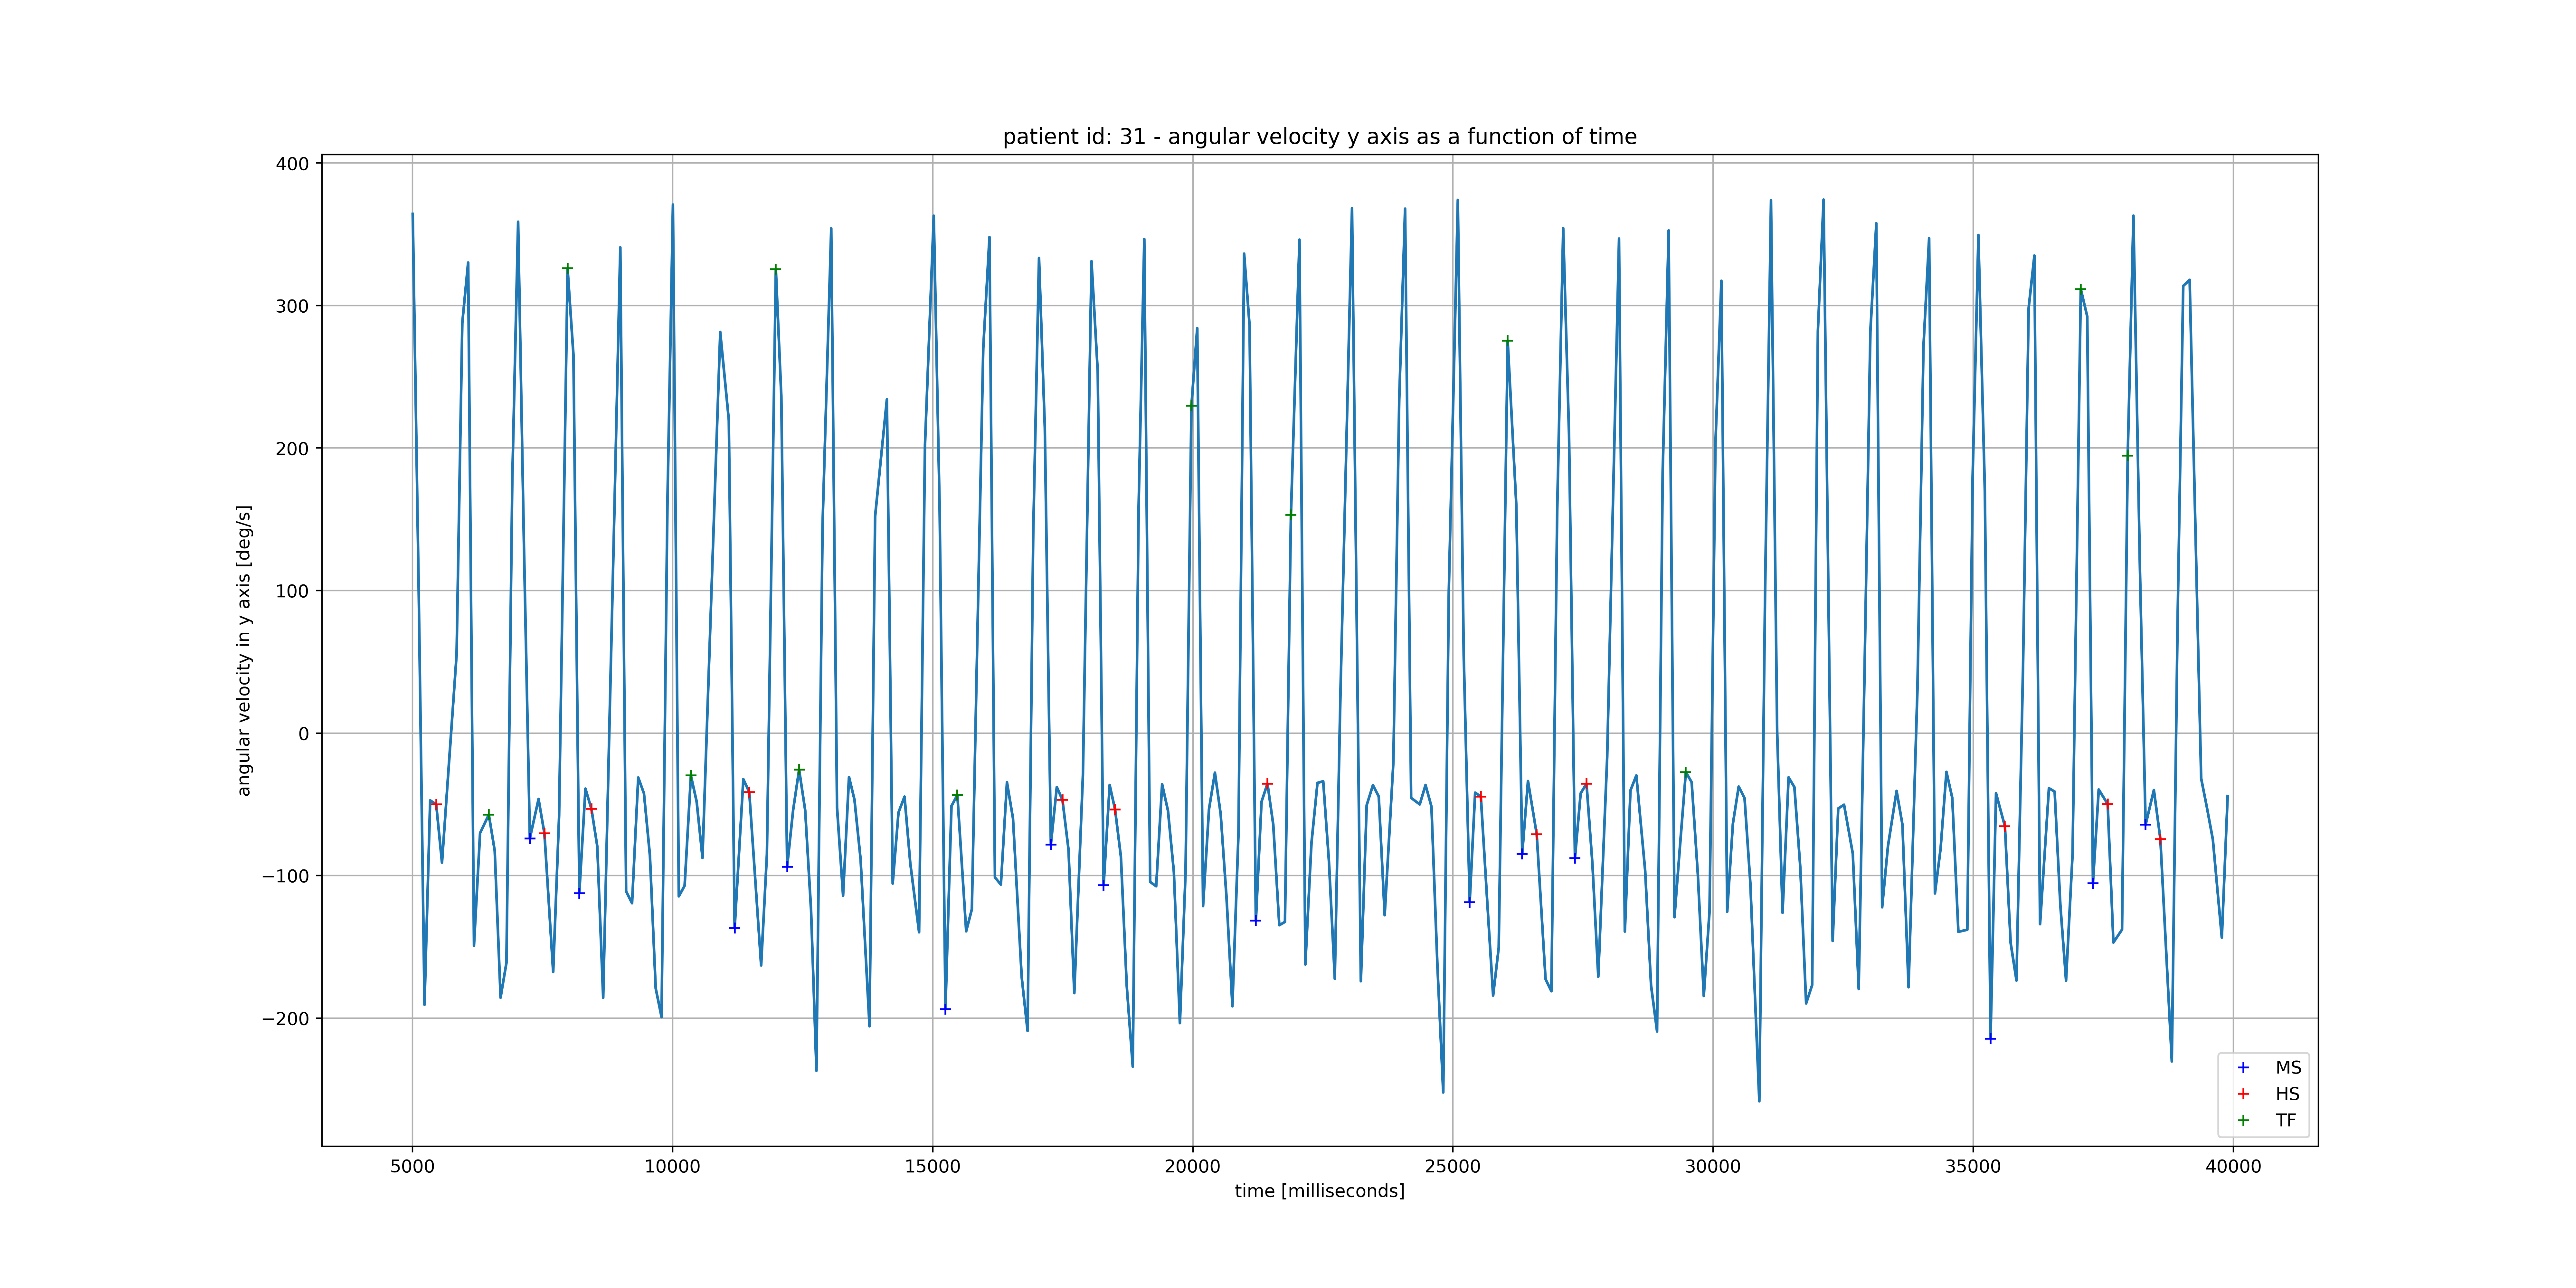 patient id: 31 - angular velocity y axis as a function of time
angular velocity in y axis [deg/s]
400
300
200
100
0
−100
−200
5000
10000
15000
20000
25000
30000
35000
40000
time [milliseconds]
MS
HS
TF